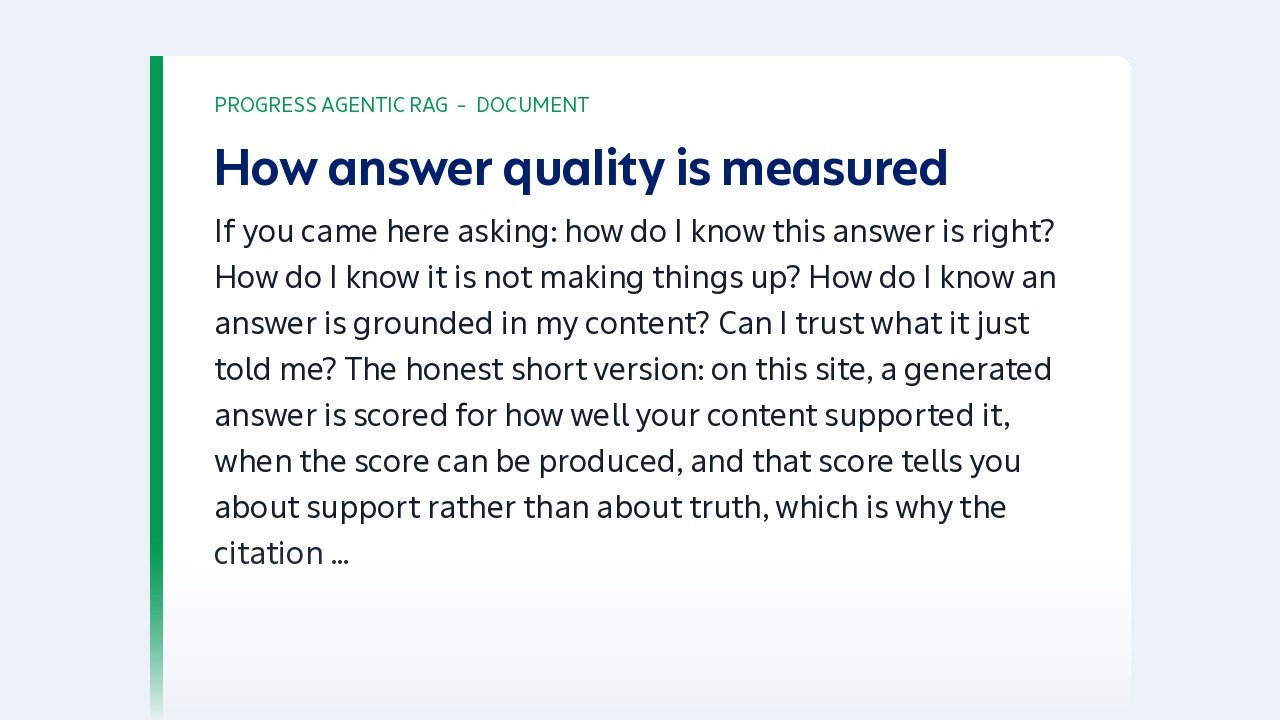 PROGRESS AGENTIC RAG - DOCUMENT
How answer quality is measured
If you came here asking: how do I know this answer is right?
How do I know it is not making things up? How do I know an
answer is grounded in my content? Can I trust what it just
told me? The honest short version: on this site, a generated
answer is scored for how well your content supported it,
when the score can be produced, and that score tells you
about support rather than about truth, which is why the
citation ...